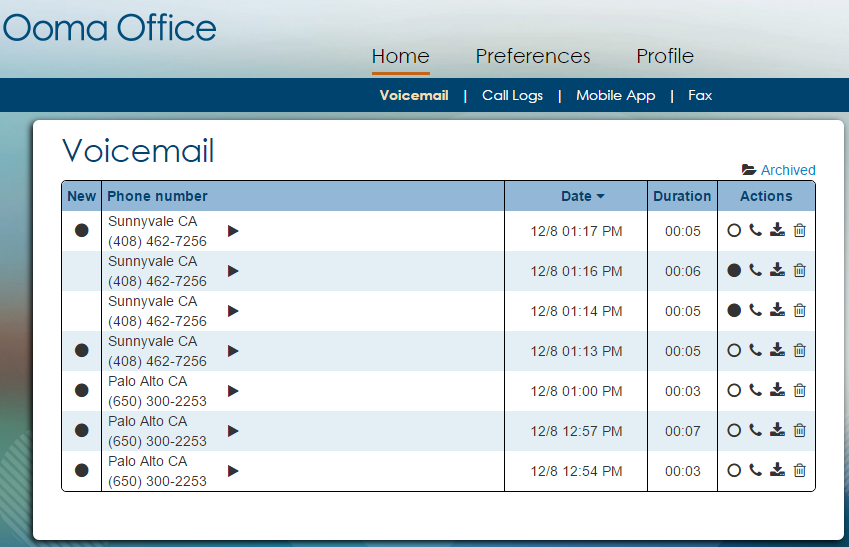 Ooma Office
Home Preferences Profile
Voicemail | Call Logs | Mobile App | Fax
Voicemail
Archived
New Phone number Date Duration Actions
Sunnyvale CA
(408) 462-7256 12/8 01:17 PM 00:05
Sunnyvale CA
(408) 462-7256 12/8 01:16 PM 00:06
Sunnyvale CA
(408) 462-7256 12/8 01:14 PM 00:05
Sunnyvale CA
(408) 462-7256 12/8 01:13 PM 00:05
Palo Alto CA
(650) 300-2253 12/8 01:00 PM 00:03
Palo Alto CA
(650) 300-2253 12/8 12:57 PM 00:07
Palo Alto CA
(650) 300-2253 12/8 12:54 PM 00:03